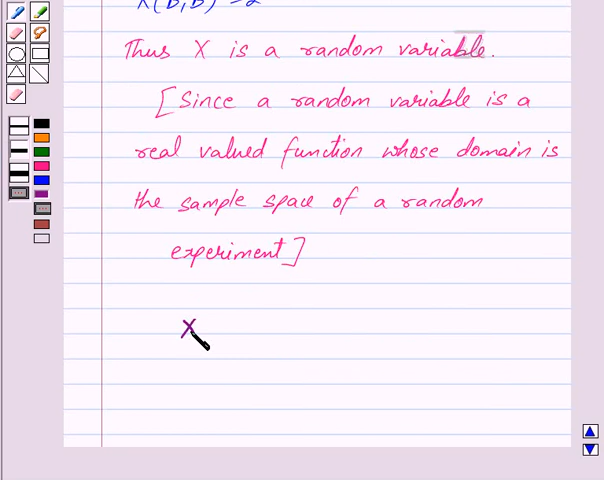 X(B,B) = 2
Thus X is a random variable.
[Since a random variable is a
real valued function whose domain is
the sample space of a random
experiment]
X